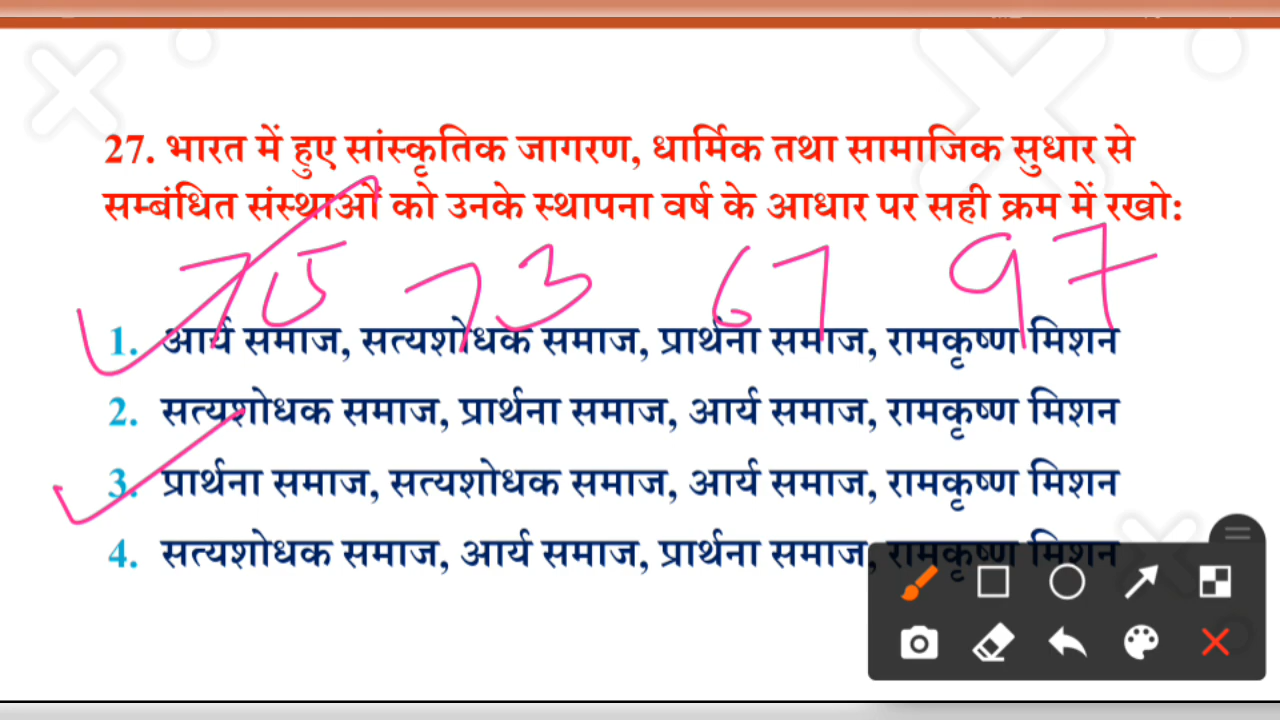 27. भारत में हुए सांस्कृतिक जागरण, धार्मिक तथा सामाजिक सुधार से
सम्बंधित संस्थाओं को उनके स्थापना वर्ष के आधार पर सही क्रम में रखो:
75 73 67 97
1. आर्य समाज, सत्यशोधक समाज, प्रार्थना समाज, रामकृष्ण मिशन
2. सत्यशोधक समाज, प्रार्थना समाज, आर्य समाज, रामकृष्ण मिशन
3. प्रार्थना समाज, सत्यशोधक समाज, आर्य समाज, रामकृष्ण मिशन
4. सत्यशोधक समाज, आर्य समाज, प्रार्थना समाज, रामकृष्ण मिशन